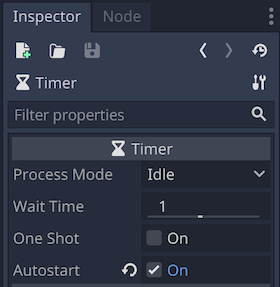 Inspector Node
Timer
Filter properties
Timer
Process Mode Idle
Wait Time 1
One Shot On
Autostart On